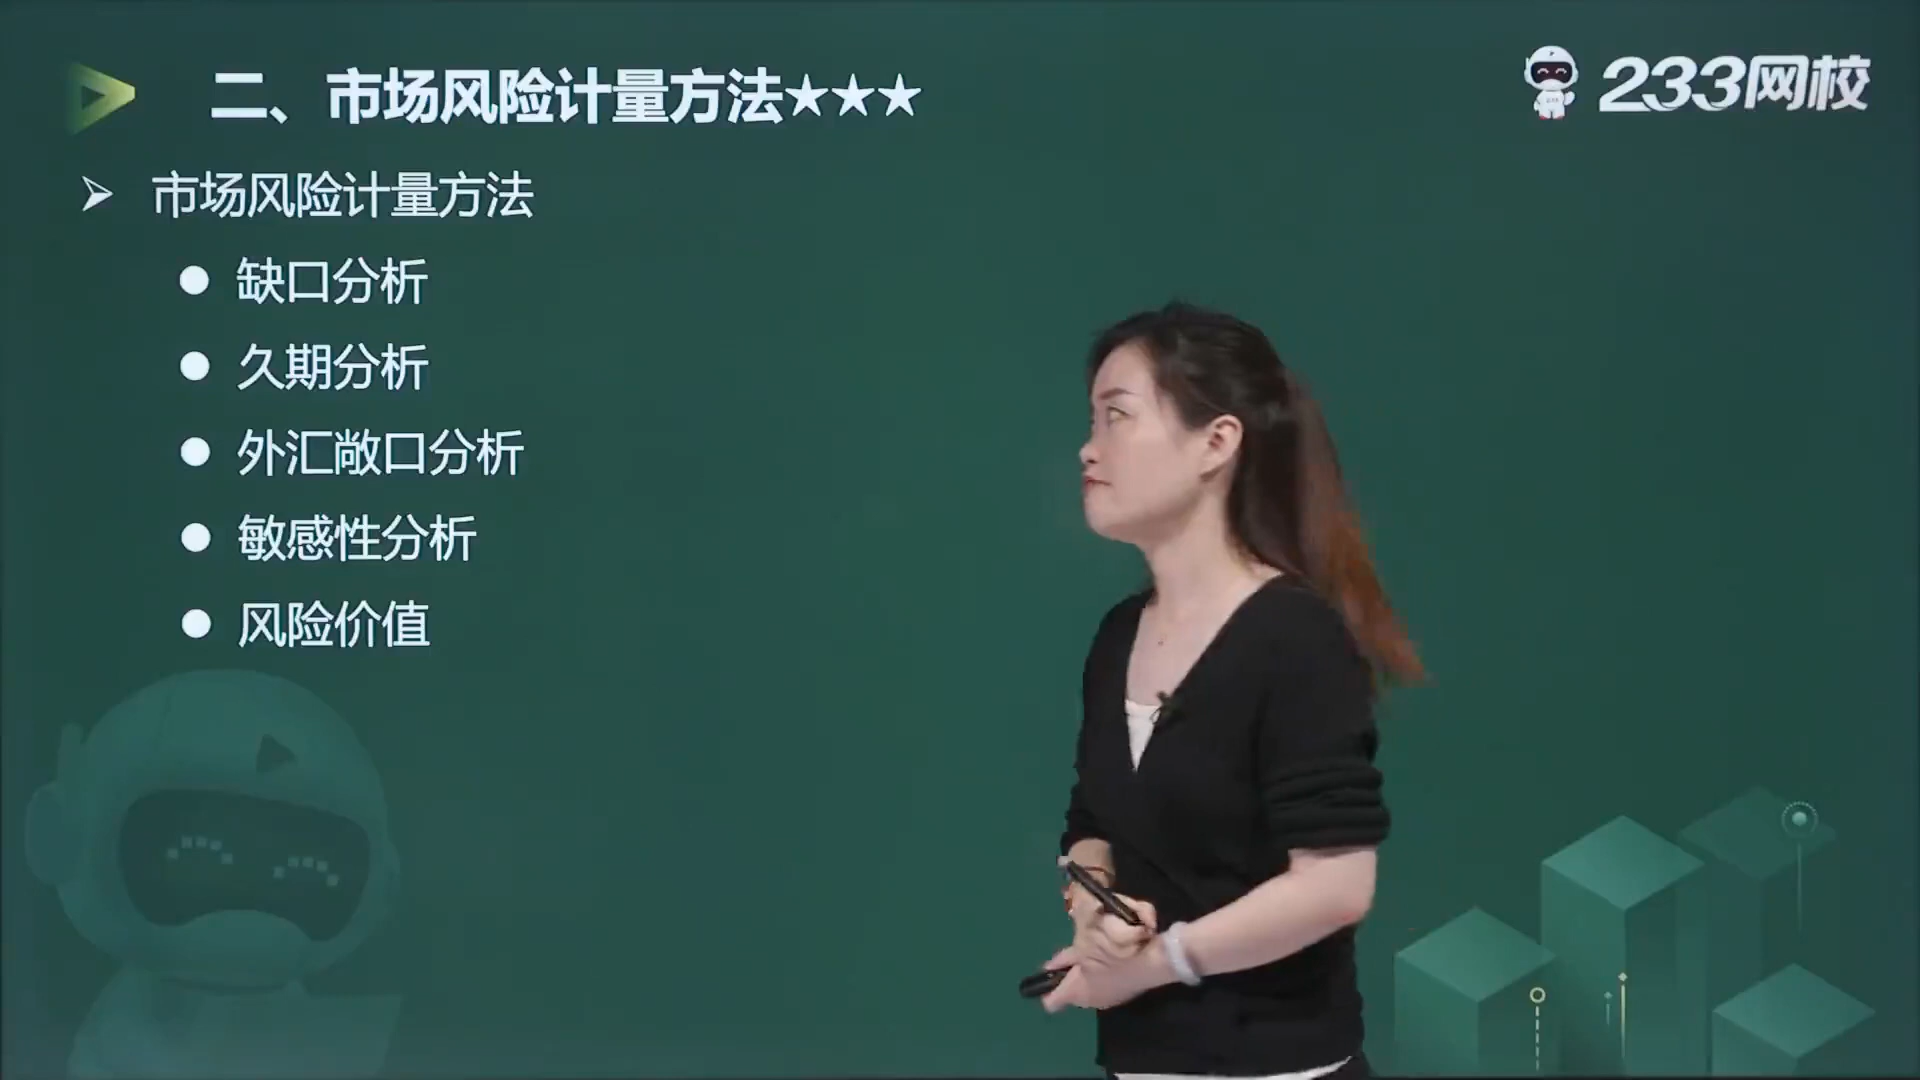 二、市场风险计量方法★★★
233网校
➢ 市场风险计量方法
● 缺口分析
● 久期分析
● 外汇敞口分析
● 敏感性分析
● 风险价值